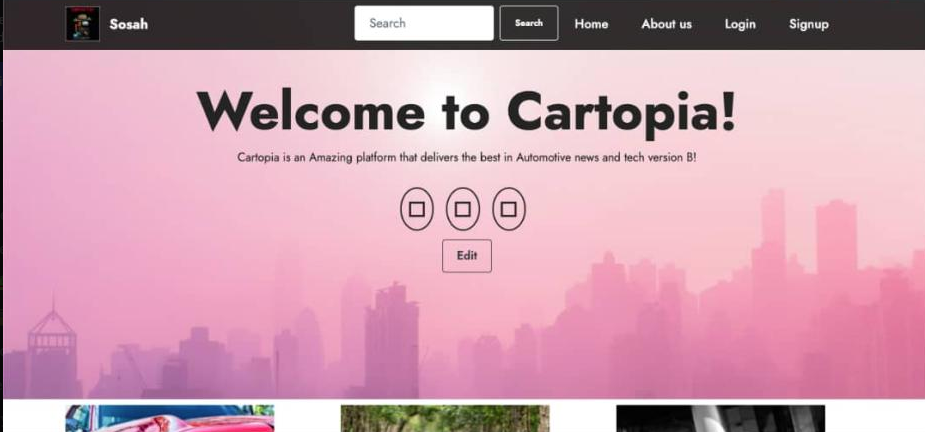 Sosah
Search
Search
Home
About us
Login
Signup
Welcome to Cartopia!
Cartopia is an Amazing platform that delivers the best in Automotive news and tech version B!
Edit